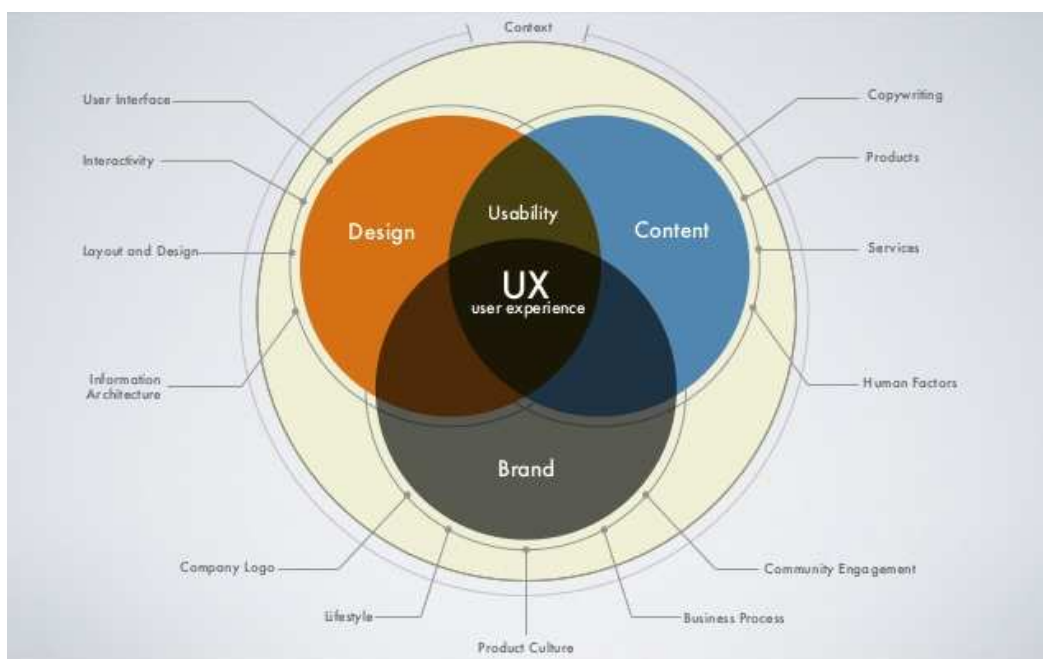 Context
User Interface
Copywriting
Interactivity
Products
Usability
Design
Content
Layout and Design
Services
UX
user experience
Information
Architecture
Human Factors
Brand
Company Logo
Community Engagement
Lifestyle
Business Process
Product Culture